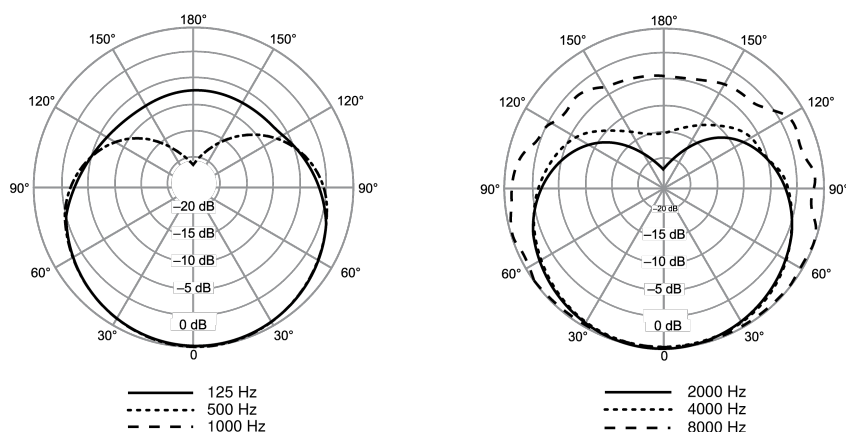 180°
150° 150°
120° 120°
90° 90°
60° 60°
30° 30°
0
–20 dB
–15 dB
–10 dB
–5 dB
0 dB
125 Hz
500 Hz
1000 Hz
180°
150° 150°
120° 120°
90° 90°
60° 60°
30° 30°
0
–20 dB
–15 dB
–10 dB
–5 dB
0 dB
2000 Hz
4000 Hz
8000 Hz